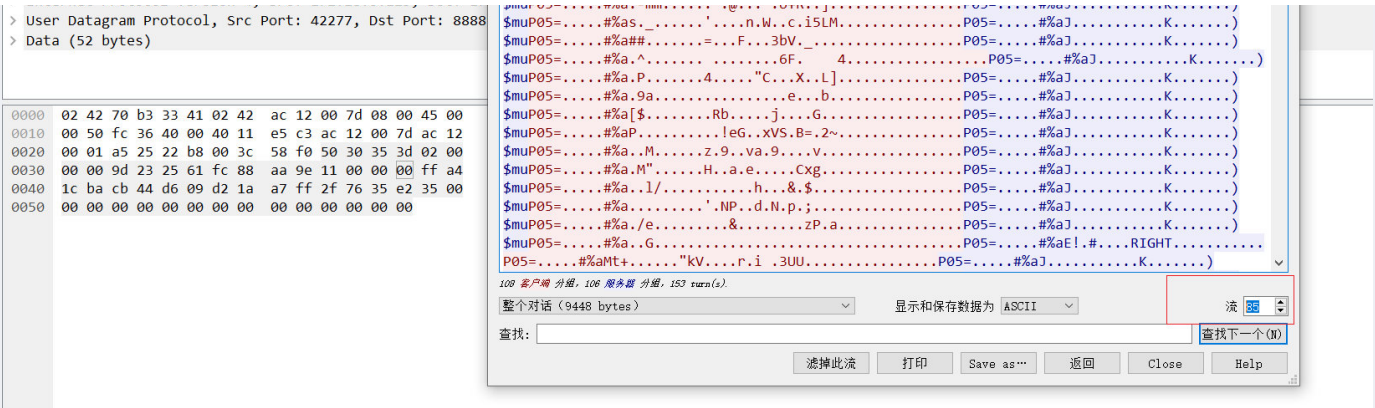 > User Datagram Protocol, Src Port: 42277, Dst Port: 8888
> Data (52 bytes)
0000 02 42 70 b3 33 41 02 42 ac 12 00 7d 08 00 45 00
0010 00 50 fc 36 40 00 40 11 e5 c3 ac 12 00 7d ac 12
0020 00 01 a5 25 22 b8 00 3c 58 f0 50 30 35 3d 02 00
0030 00 00 9d 23 25 61 fc 88 aa 9e 11 00 00 00 ff a4
0040 1c ba cb 44 d6 09 d2 1a a7 ff 2f 76 35 e2 35 00
0050 00 00 00 00 00 00 00 00 00 00 00 00 00 00
$muP05=.....#%as._.......'....n.W..c.i5LM................P05=.....#%aJ...........K.......)
$muP05=.....#%a##.......=...F...3bV._...................P05=.....#%aJ...........K.......)
$muP05=.....#%a.^....... .........6F.    4.................P05=.....#%aJ...........K.......)
$muP05=.....#%a.P.......4....."C...X..L]................P05=.....#%aJ...........K.......)
$muP05=.....#%a.9a................e...b.................P05=.....#%aJ...........K.......)
$muP05=.....#%a[$........Rb.....j....G..................P05=.....#%aJ...........K.......)
$muP05=.....#%aP..........!eG..xVS.B=.2~................P05=.....#%aJ...........K.......)
$muP05=.....#%a..M......z.9..va.9....v..................P05=.....#%aJ...........K.......)
$muP05=.....#%a.M".......H..a.e.....Cxg.................P05=.....#%aJ...........K.......)
$muP05=.....#%a..l/...........h...&.$...................P05=.....#%aJ...........K.......)
$muP05=.....#%a..........'.NP..d.N.p.;..................P05=.....#%aJ...........K.......)
$muP05=.....#%a./e.........&........zP.a................P05=.....#%aJ...........K.......)
$muP05=.....#%a..G......................................P05=.....#%aE!.#....RIGHT...........
P05=.....#%aMt+......"kV....r.i .3UU................P05=.....#%aJ...........K.......)
108 客户端 分组, 106 服务器 分组, 153 turn(s).
整个对话 (9448 bytes)
显示和保存数据为 ASCII
流 85
查找:
查找下一个(N)
滤掉此流
打印
Save as…
返回
Close
Help